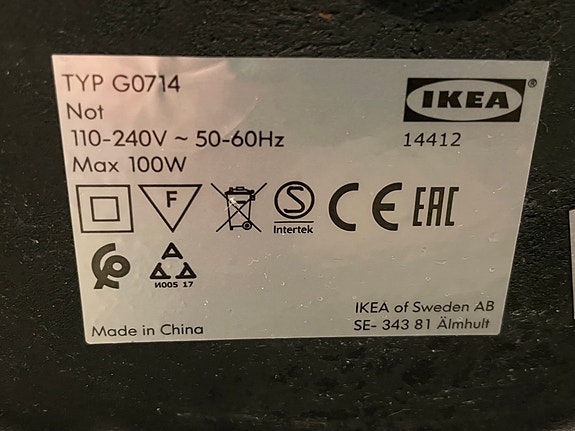 TYP G0714
Not
110-240V ~ 50-60Hz
Max 100W
IKEA®
14412
F
S
Intertek
CE EAC
И005 17
Made in China
IKEA of Sweden AB
SE- 343 81 Älmhult